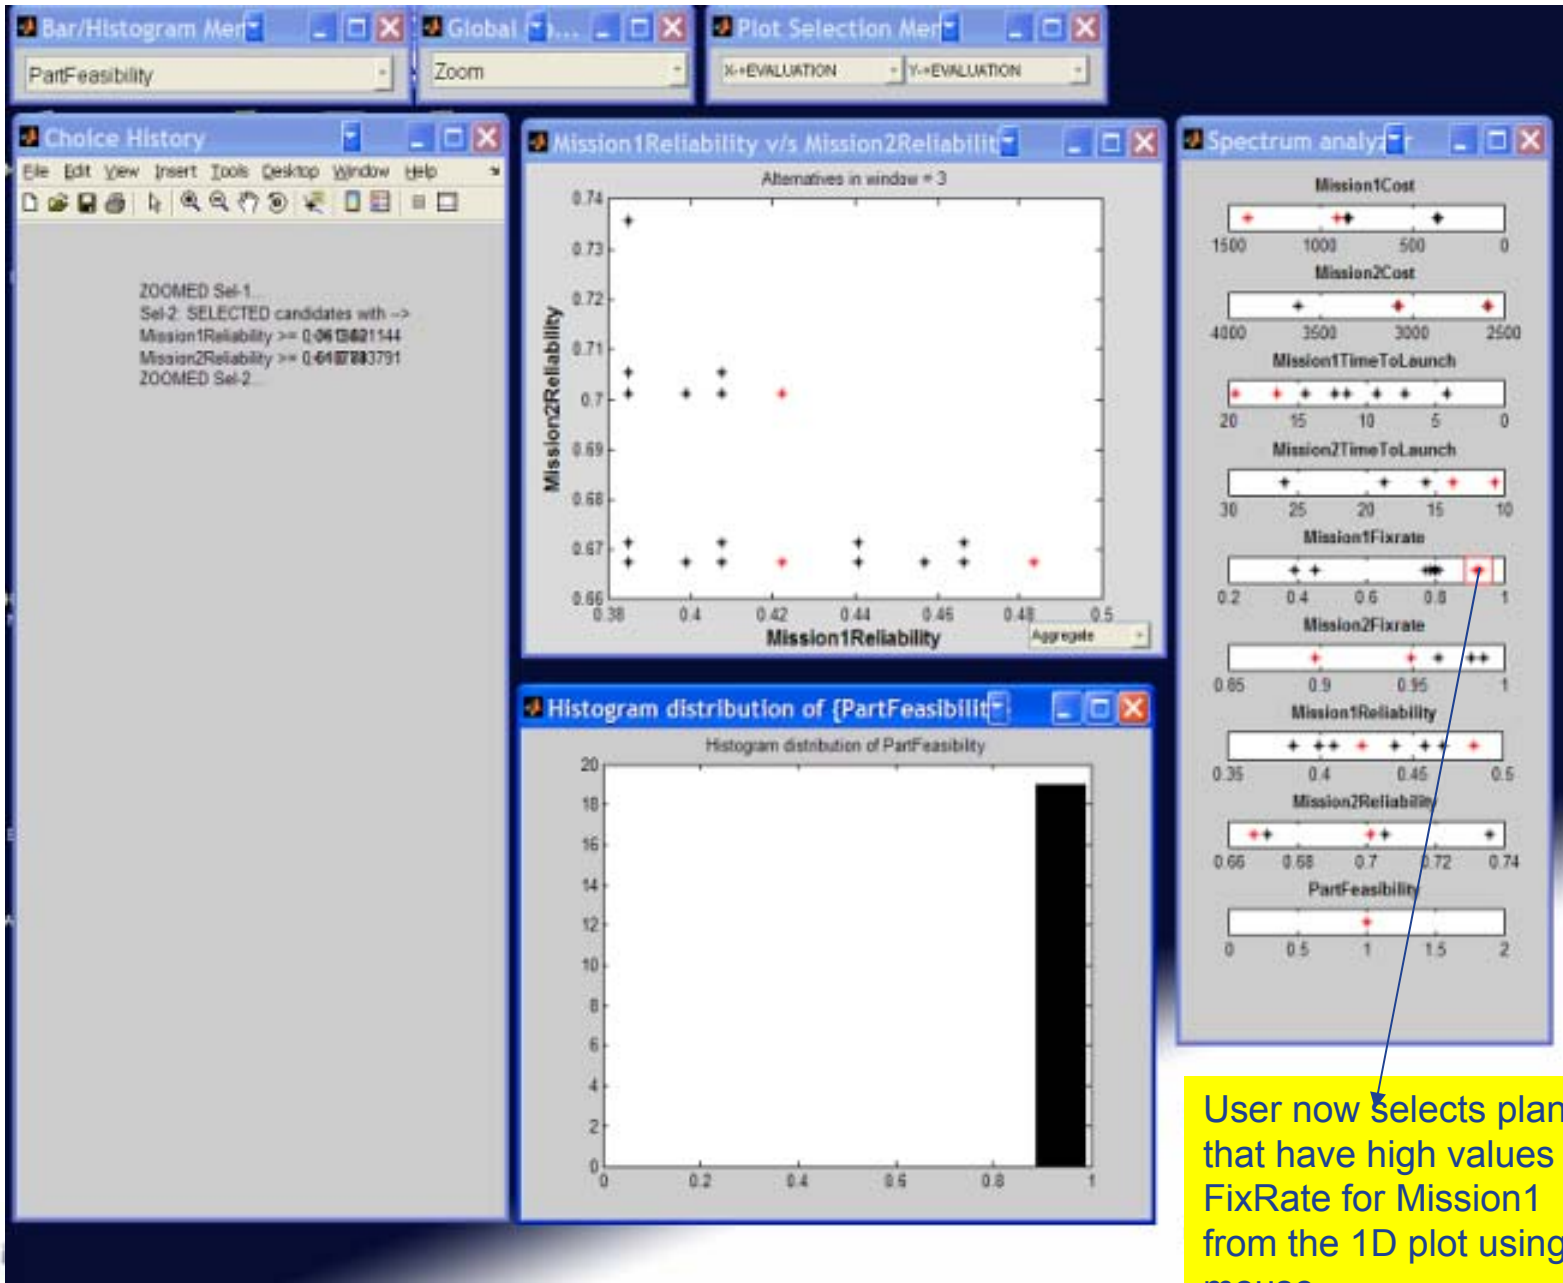 Bar/Histogram Men
PartFeasibility
Global
Zoom
Plot Selection Men
X->EVALUATION
Y->EVALUATION
Choice History
File Edit View Insert Tools Desktop Window Help
ZOOMED Sel-1...
Sel-2: SELECTED candidates with -->
Mission1Reliability >=
Mission2Reliability >=
ZOOMED Sel-2...
Mission1Reliability v/s Mission2Reliabilit
Alternatives in window = 3
Mission2Reliability
0.74
0.73
0.72
0.71
0.7
0.69
0.68
0.67
0.66
0.38 0.4 0.42 0.44 0.46 0.48 0.5
Mission1Reliability
Aggregate
Histogram distribution of {PartFeasibilit
Histogram distribution of PartFeasibility
20
18
16
14
12
10
8
6
4
2
0
0 0.2 0.4 0.6 0.8 1
Spectrum analyz r
Mission1Cost
1500 1000 500 0
Mission2Cost
4000 3500 3000 2500
Mission1TimeToLaunch
20 15 10 5 0
Mission2TimeToLaunch
30 25 20 15 10
Mission1Fixrate
0.2 0.4 0.6 0.8 1
Mission2Fixrate
0.85 0.9 0.95 1
Mission1Reliability
0.35 0.4 0.45 0.5
Mission2Reliability
0.66 0.68 0.7 0.72 0.74
PartFeasibility
0 0.5 1 1.5 2
User now selects plan
that have high values
FixRate for Mission1
from the 1D plot using